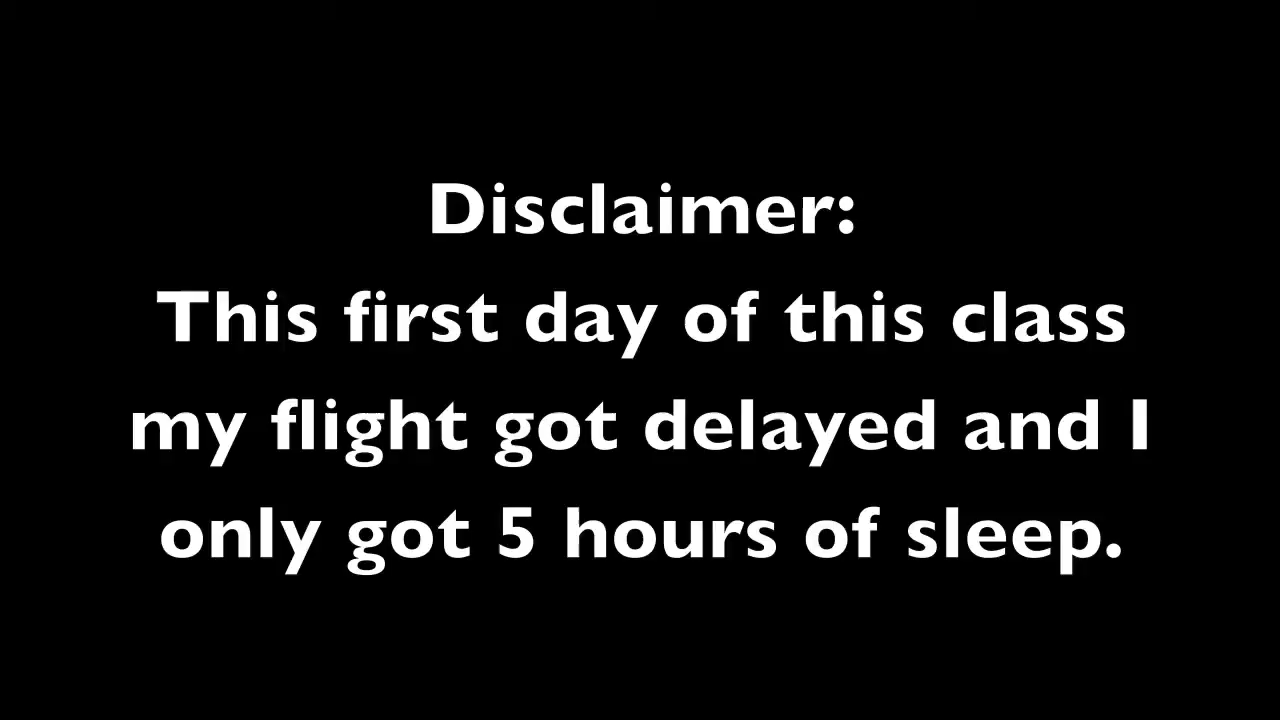 Disclaimer:
This first day of this class
my flight got delayed and I
only got 5 hours of sleep.